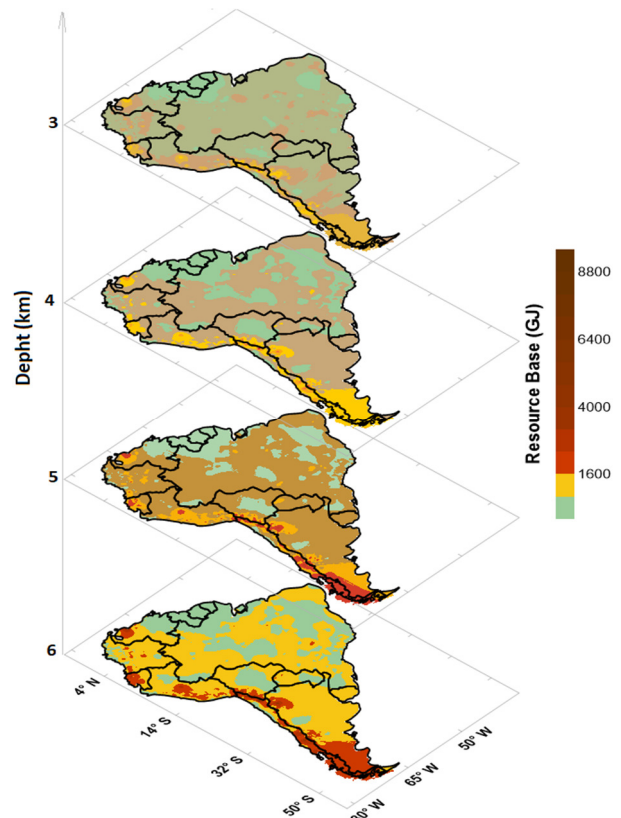 3
4
5
6
Depht (km)
4° N
14° S
32° S
50° S
65° W
50° W
Resource Base (GJ)
8800
6400
4000
1600